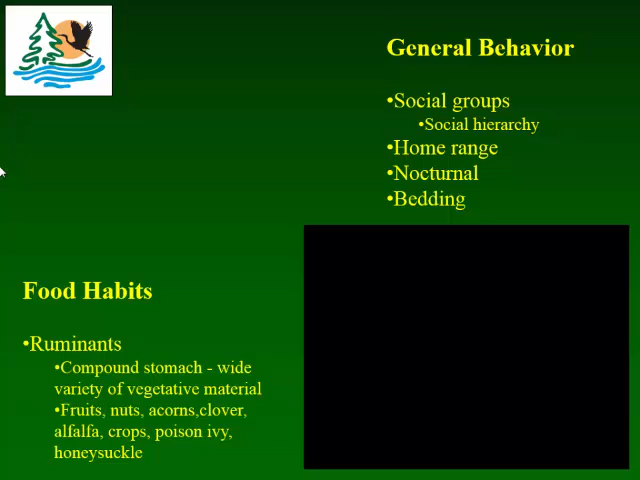 General Behavior
•Social groups
•Social hierarchy
•Home range
•Nocturnal
•Bedding
Food Habits
•Ruminants
•Compound stomach - wide
variety of vegetative material
•Fruits, nuts, acorns,clover,
alfalfa, crops, poison ivy,
honeysuckle